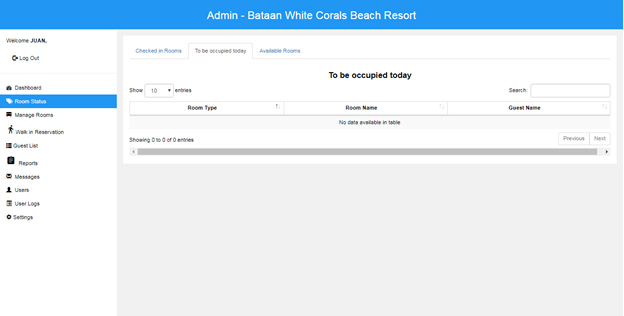 Admin - Bataan White Corals Beach Resort
Welcome JUAN,
Log Out
Dashboard
Room Status
Manage Rooms
Walk in Reservation
Guest List
Reports
Messages
Users
User Logs
Settings
Checked in Rooms To be occupied today Available Rooms
To be occupied today
Show 10 entries Search:
Room Type Room Name Guest Name
No data available in table
Showing 0 to 0 of 0 entries
Previous Next